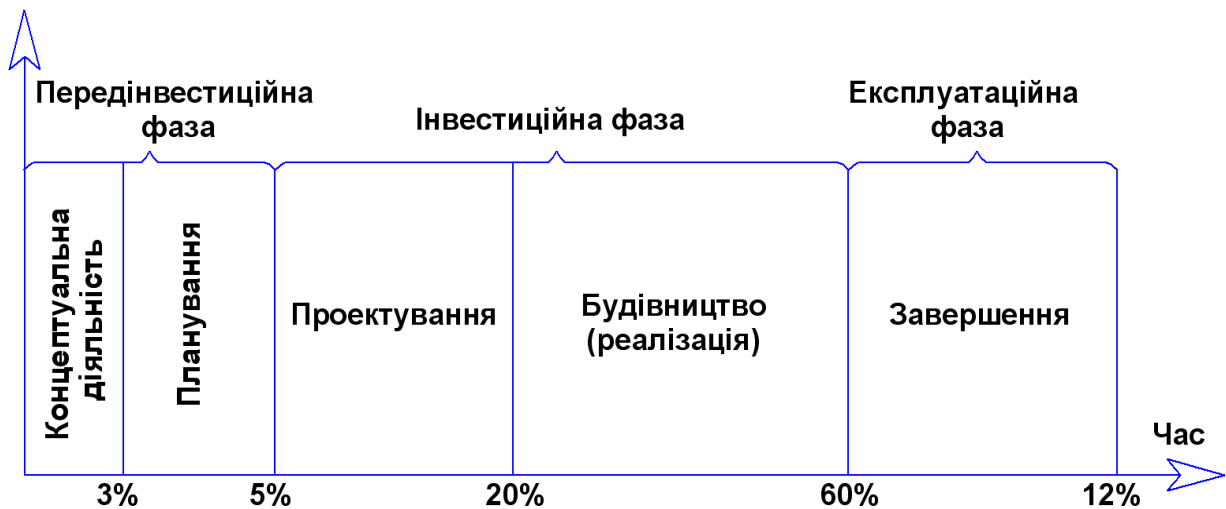 Передінвестиційна
фаза
Інвестиційна фаза
Експлуатаційна
фаза
Концептуальна
діяльність
Планування
Проектування
Будівництво
(реалізація)
Завершення
Час
3%
5%
20%
60%
12%